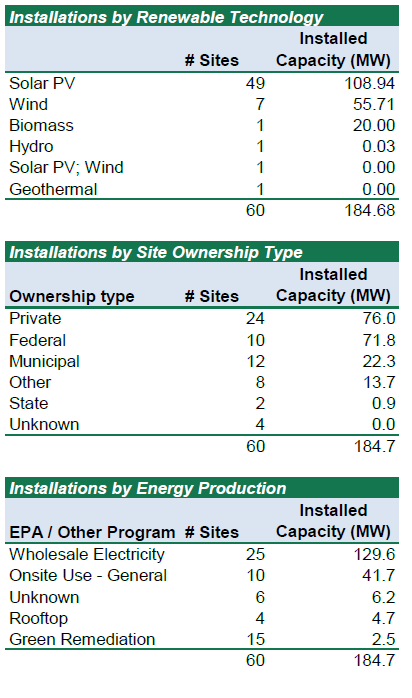 Installations by Renewable Technology
Installed
# Sites Capacity (MW)
Solar PV 49 108.94
Wind 7 55.71
Biomass 1 20.00
Hydro 1 0.03
Solar PV; Wind 1 0.00
Geothermal 1 0.00
60 184.68
Installations by Site Ownership Type
Installed
Ownership type # Sites Capacity (MW)
Private 24 76.0
Federal 10 71.8
Municipal 12 22.3
Other 8 13.7
State 2 0.9
Unknown 4 0.0
60 184.7
Installations by Energy Production
Installed
EPA / Other Program # Sites Capacity (MW)
Wholesale Electricity 25 129.6
Onsite Use - General 10 41.7
Unknown 6 6.2
Rooftop 4 4.7
Green Remediation 15 2.5
60 184.7